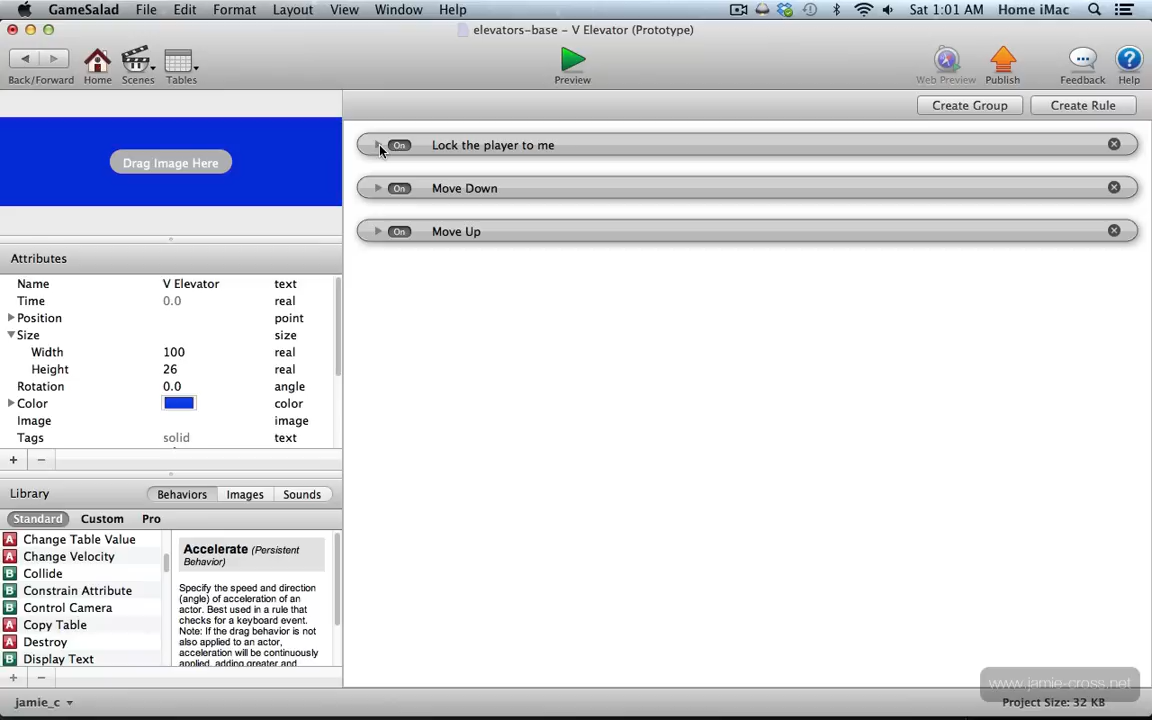 GameSalad File Edit Format Layout View Window Help Sat 1:01 AM Home iMac
elevators-base – V Elevator (Prototype)
Back/Forward Home Scenes Tables Preview Web Preview Publish Feedback Help
Create Group Create Rule
Drag Image Here
On Lock the player to me
On Move Down
On Move Up
Attributes
Name V Elevator text
Time 0.0 real
Position point
Size size
Width 100 real
Height 26 real
Rotation 0.0 angle
Color color
Image image
Tags solid text
Library Behaviors Images Sounds
Standard Custom Pro
A Change Table Value
A Change Velocity
B Collide
B Constrain Attribute
B Control Camera
A Copy Table
A Destroy
B Display Text
Accelerate (Persistent
Behavior)
Specify the speed and direction
(angle) of acceleration of an
actor. Best used in a rule that
checks for a keyboard event.
Note: If the drag behavior is not
also applied to an actor,
acceleration will be continuously
applied, adding greater and
www.jamie-cross.net
jamie_c Project Size: 32 KB